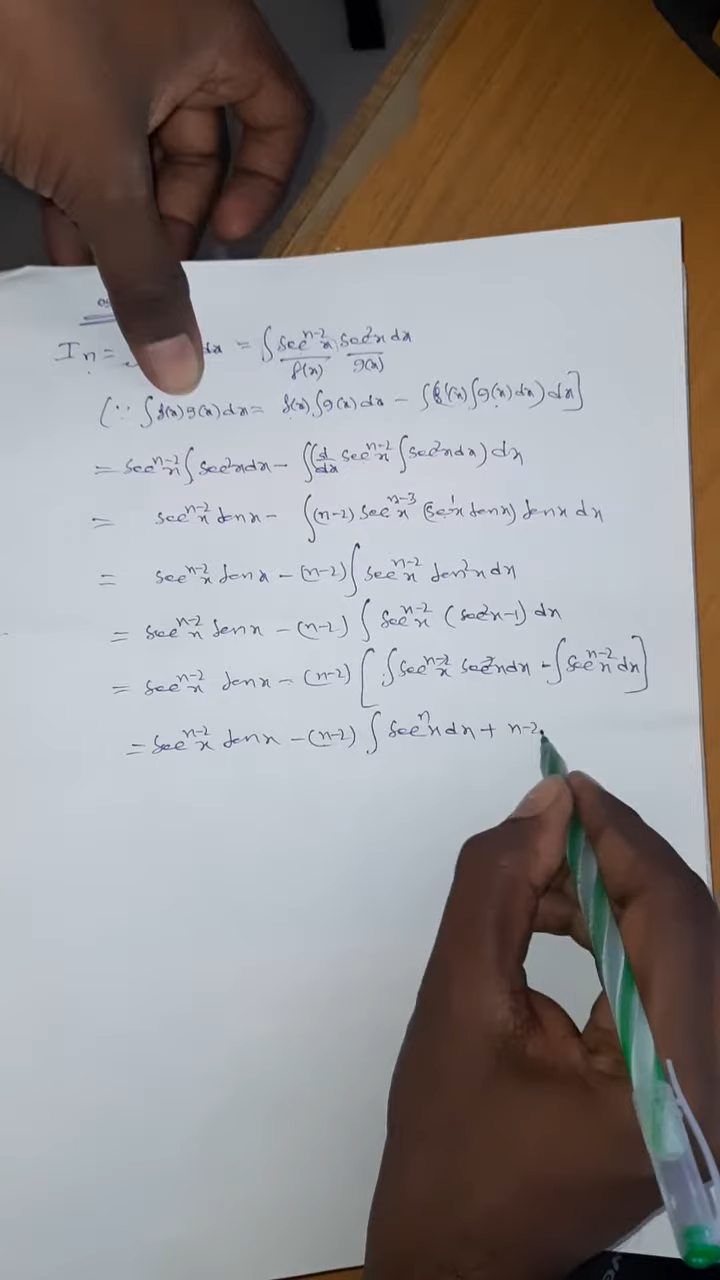 In = dx = ∫ sec^(n-2) x sec²x dx
f(x) g(x)
[∵ ∫f(x)g(x)dx = f(x)∫g(x)dx - ∫(f'(x)∫g(x)dx)dx]
= sec^(n-2) x ∫sec²x dx - ∫(d/dx sec^(n-2) x ∫sec²x dx) dx
= sec^(n-2) x tan x - ∫(n-2) sec^(n-3) x (sec¹x tan x) tan x dx
= sec^(n-2) x tan x - (n-2) ∫ sec^(n-2) x tan²x dx
= sec^(n-2) x tan x - (n-2) ∫ sec^(n-2) x (sec²x-1) dx
= sec^(n-2) x tan x - (n-2) [∫sec^(n-2) x sec²x dx - ∫sec^(n-2) x dx]
= sec^(n-2) x tan x - (n-2) ∫ sec^n x dx + n-2